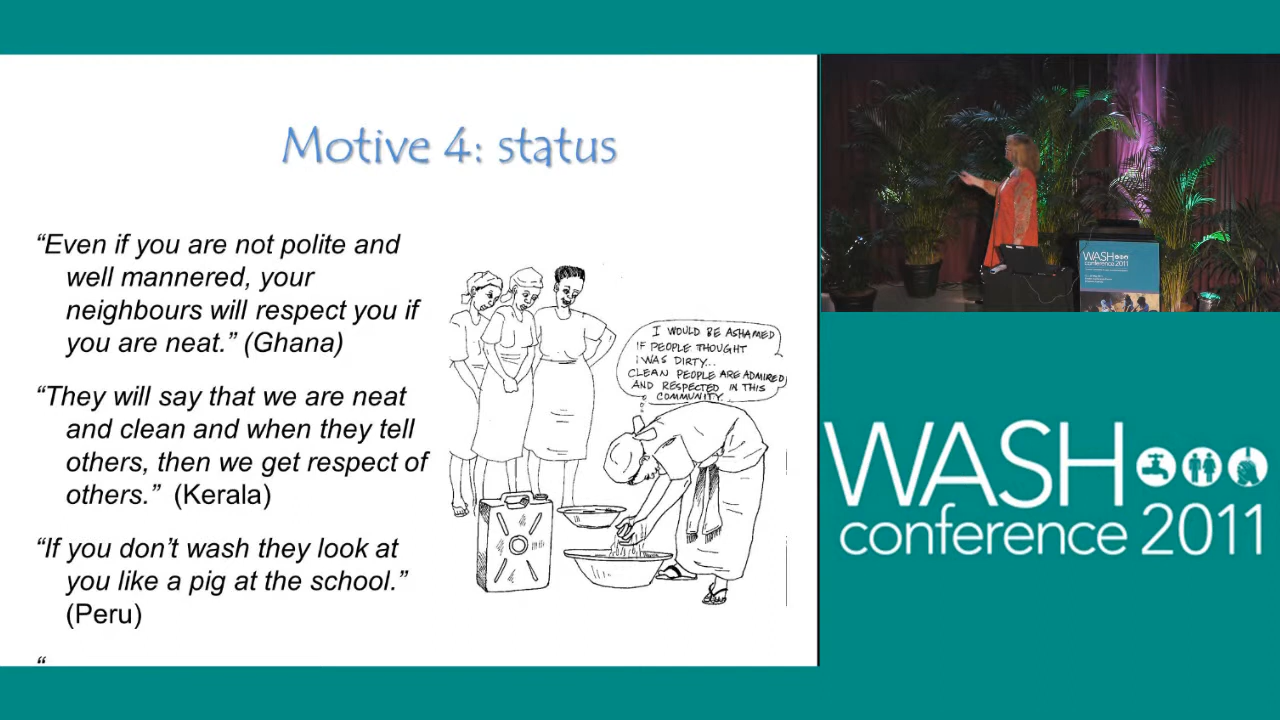 Motive 4: status
“Even if you are not polite and
well mannered, your
neighbours will respect you if
you are neat.” (Ghana)
“They will say that we are neat
and clean and when they tell
others, then we get respect of
others.” (Kerala)
“If you don’t wash they look at
you like a pig at the school.”
(Peru)
“
I WOULD BE ASHAMED
IF PEOPLE THOUGHT
I WAS DIRTY...
CLEAN PEOPLE ARE ADMIRED
AND RESPECTED IN THIS
COMMUNITY.
WASH
conference 2011
WASH
conference 2011